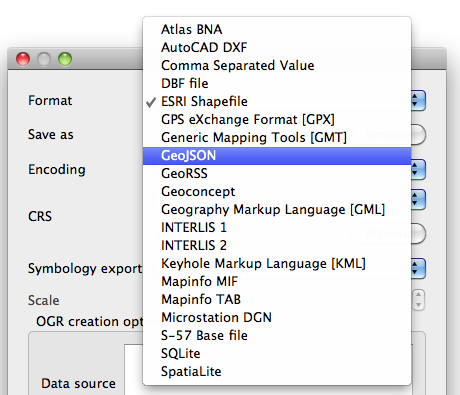 Atlas BNA
AutoCAD DXF
Comma Separated Value
DBF file
Format
✓ ESRI Shapefile
GPS eXchange Format [GPX]
Save as
Generic Mapping Tools [GMT]
GeoJSON
Encoding
GeoRSS
Geoconcept
CRS
Geography Markup Language [GML]
INTERLIS 1
INTERLIS 2
Symbology export
Keyhole Markup Language [KML]
Mapinfo MIF
Scale
Mapinfo TAB
OGR creation opt
Microstation DGN
S-57 Base file
SQLite
Data source
SpatiaLite